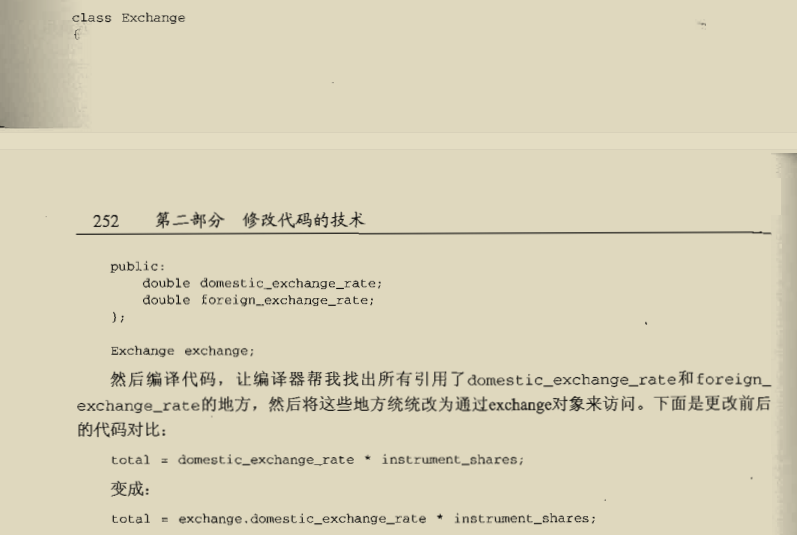 class Exchange
{
252 第二部分 修改代码的技术
public:
double domestic_exchange_rate;
double foreign_exchange_rate;
);
Exchange exchange;
然后编译代码，让编译器帮我找出所有引用了domestic_exchange_rate和foreign_
exchange_rate的地方，然后将这些地方统统改为通过exchange对象来访问。下面是更改前后
的代码对比：
total = domestic_exchange_rate * instrument_shares;
变成：
total = exchange.domestic_exchange_rate * instrument_shares;